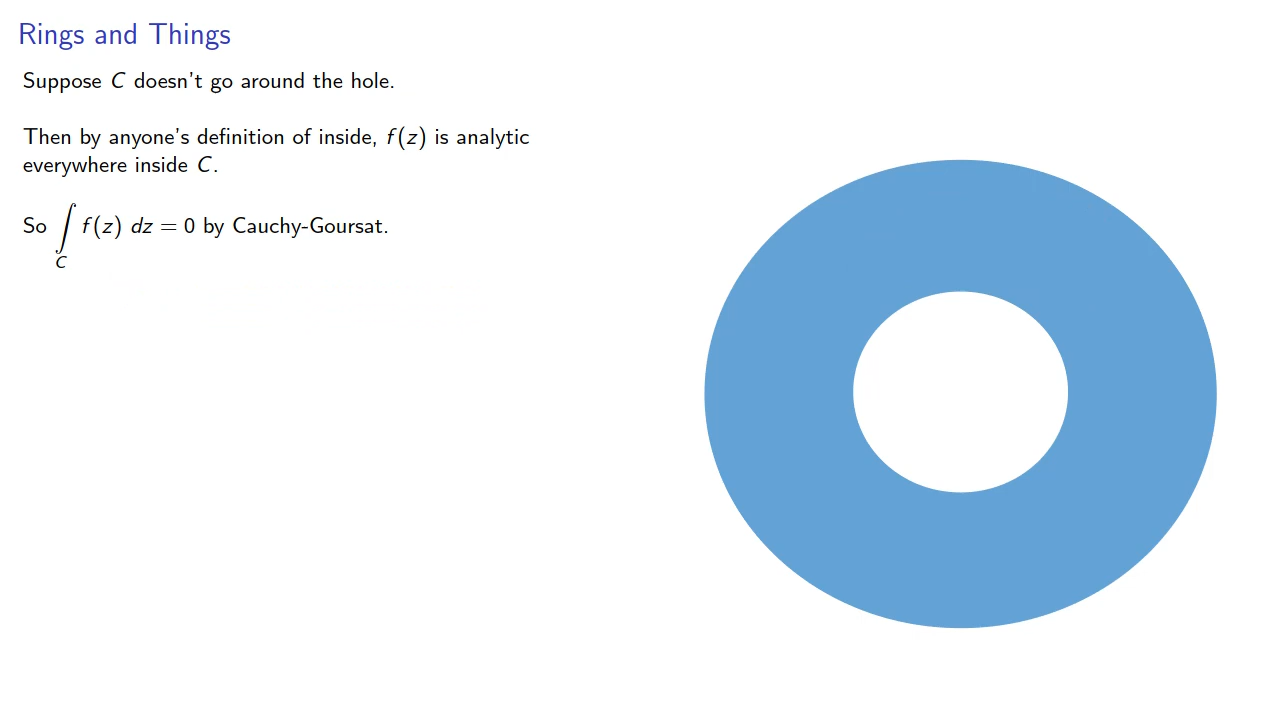 Rings and Things
Suppose C doesn't go around the hole.
Then by anyone's definition of inside, f(z) is analytic
everywhere inside C.
So ∫ f(z) dz = 0 by Cauchy-Goursat.
C